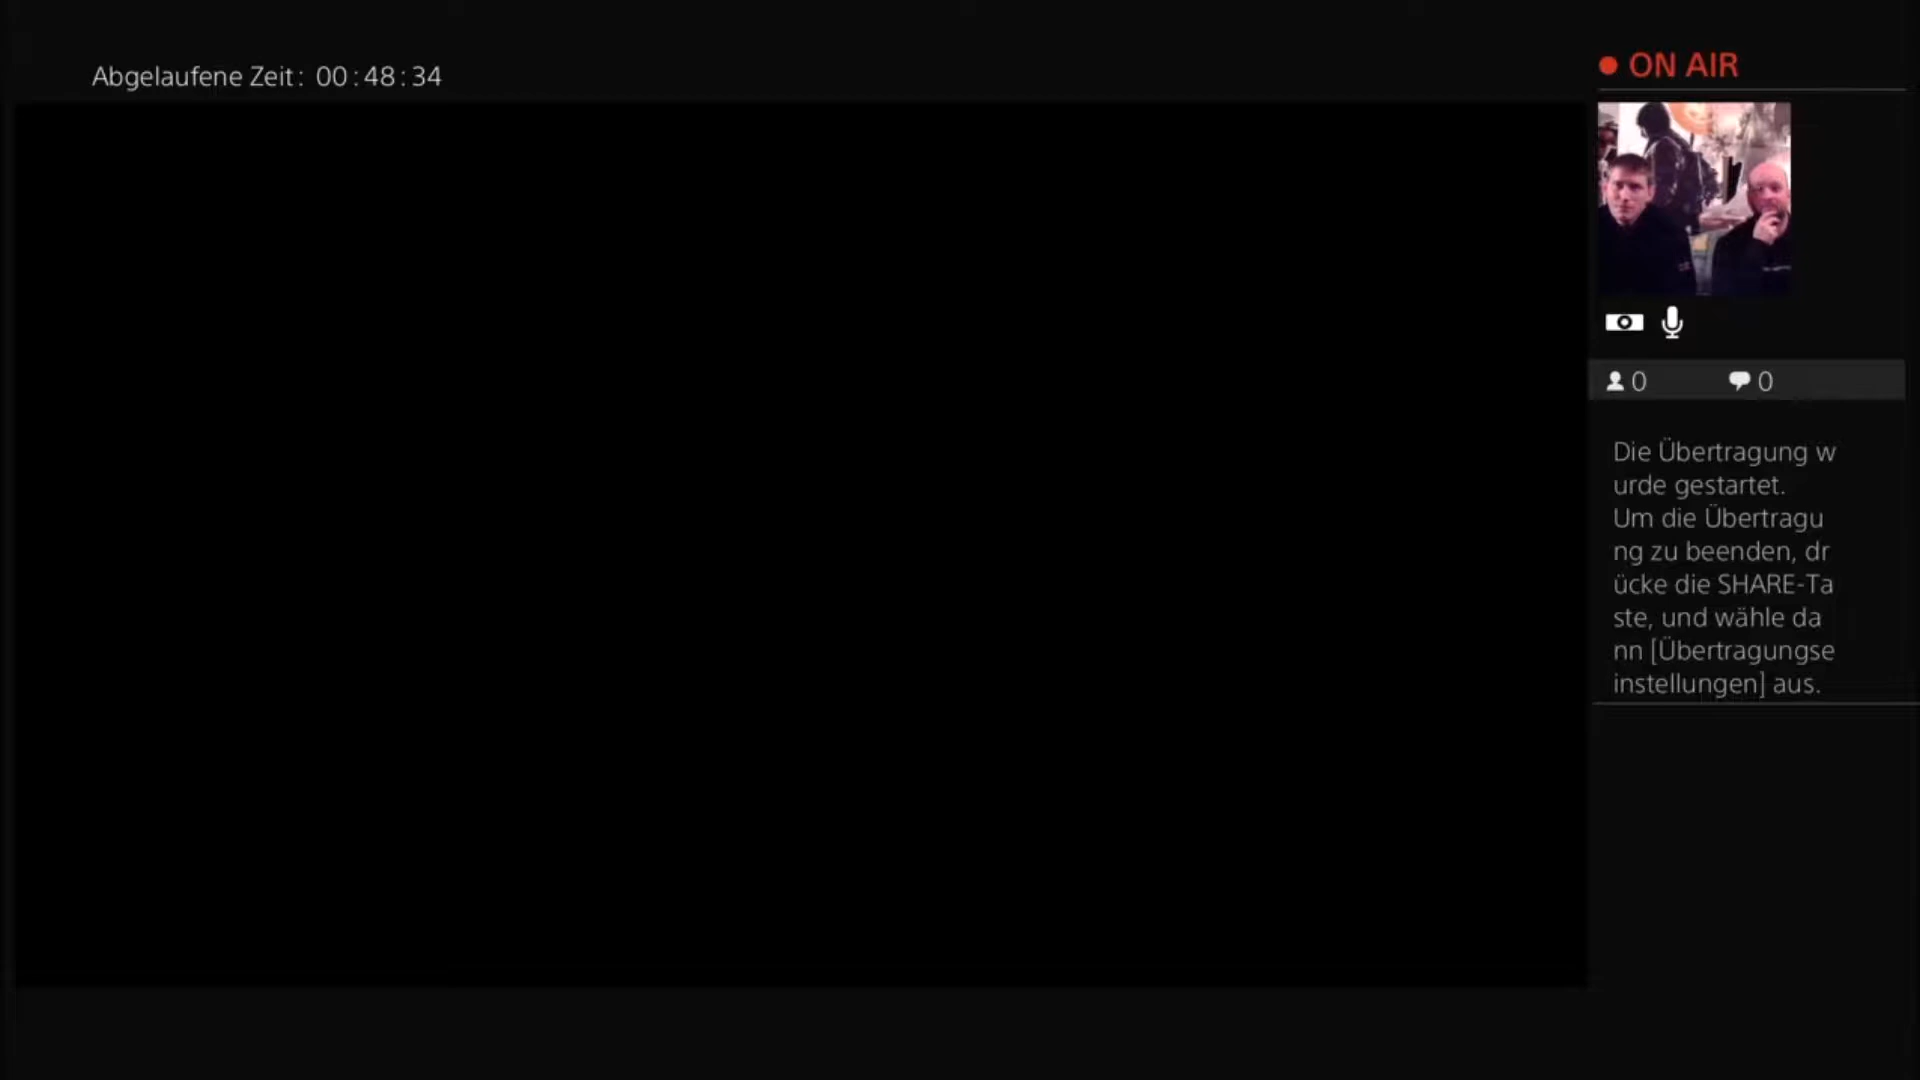 Abgelaufene Zeit: 00:48:34
ON AIR
0 0
Die Übertragung w
urde gestartet.
Um die Übertragu
ng zu beenden, dr
ücke die SHARE-Ta
ste, und wähle da
nn [Übertragungse
instellungen] aus.